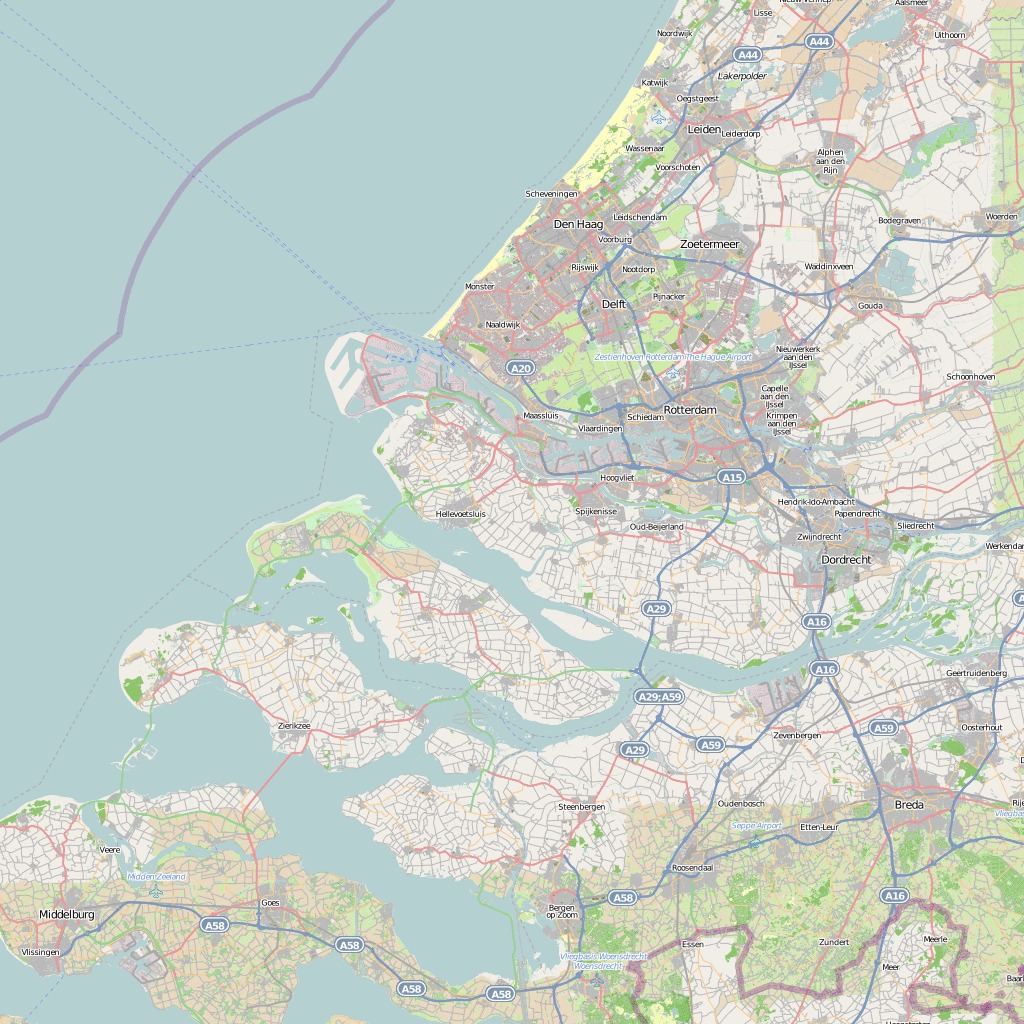 Nieuw-Vennep
Aalsmeer
Lisse
Noordwijk
Uithoorn
A44
A44
Katwijk
Lakerpolder
Oegstgeest
Leiden
Leiderdorp
Wassenaar
Voorschoten
Alphen
aan den
Rijn
Scheveningen
Den Haag
Leidschendam
Voorburg
Zoetermeer
Bodegraven
Woerden
Rijswijk
Nootdorp
Waddinxveen
Monster
Delft
Pijnacker
Gouda
Naaldwijk
Zestienhoven Rotterdam
The Hague Airport
Nieuwerkerk
aan den
IJssel
A20
Schoonhoven
Capelle
aan den
IJssel
Maassluis
Schiedam
Rotterdam
Krimpen
aan den
IJssel
Vlaardingen
Hoogvliet
A15
Hellevoetsluis
Spijkenisse
Hendrik-Ido-Ambacht
Papendrecht
Oud-Beijerland
Sliedrecht
Zwijndrecht
Werkendam
Dordrecht
A29
A16
A16
Geertruidenberg
A29;A59
Zierikzee
A59
A59
Oosterhout
Zevenbergen
A29
Steenbergen
Oudenbosch
Breda
Rije
Seppe Airport
Etten-Leur
Vliegbas
Veere
Midden Zeeland
Roosendaal
Middelburg
Goes
A58
A58
Bergen
op Zoom
A16
A58
Vlissingen
Essen
Zundert
Meerle
Vliegbasis Woensdrecht
Woensdrecht
Meer
Baarl
A58
A58